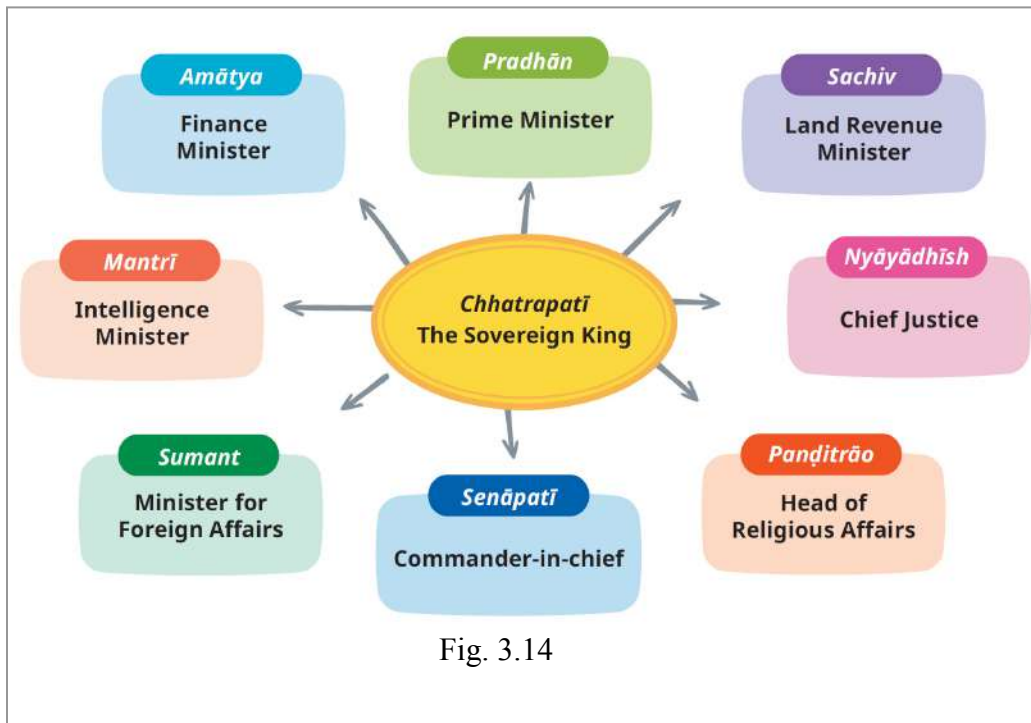 Amātya
Finance
Minister
Pradhān
Prime Minister
Sachiv
Land Revenue
Minister
Mantrī
Intelligence
Minister
Chhatrapatī
The Sovereign King
Nyāyādhīsh
Chief Justice
Sumant
Minister for
Foreign Affairs
Senāpatī
Commander-in-chief
Panḍitrāo
Head of
Religious Affairs
Fig. 3.14